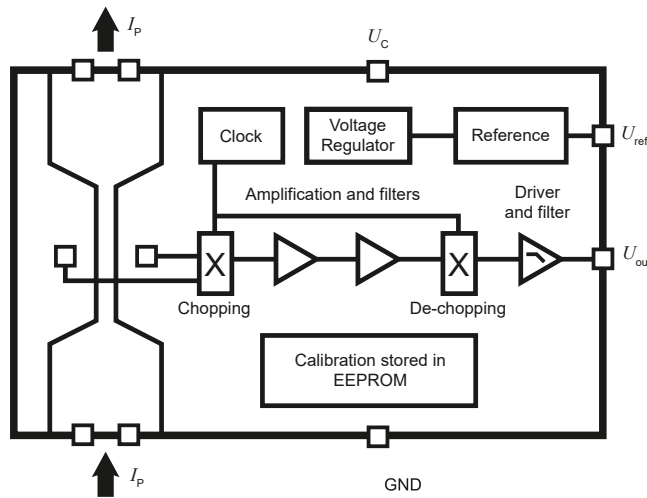 I_P
U_C
Clock
Voltage
Regulator
Reference
U_ref
Amplification and filters
Driver
and filter
X
X
U_ou
Chopping
De-chopping
Calibration stored in
EEPROM
I_P
GND